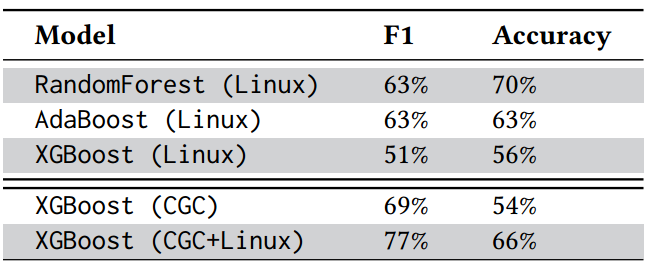 Model F1 Accuracy
RandomForest (Linux) 63% 70%
AdaBoost (Linux) 63% 63%
XGBoost (Linux) 51% 56%
XGBoost (CGC) 69% 54%
XGBoost (CGC+Linux) 77% 66%